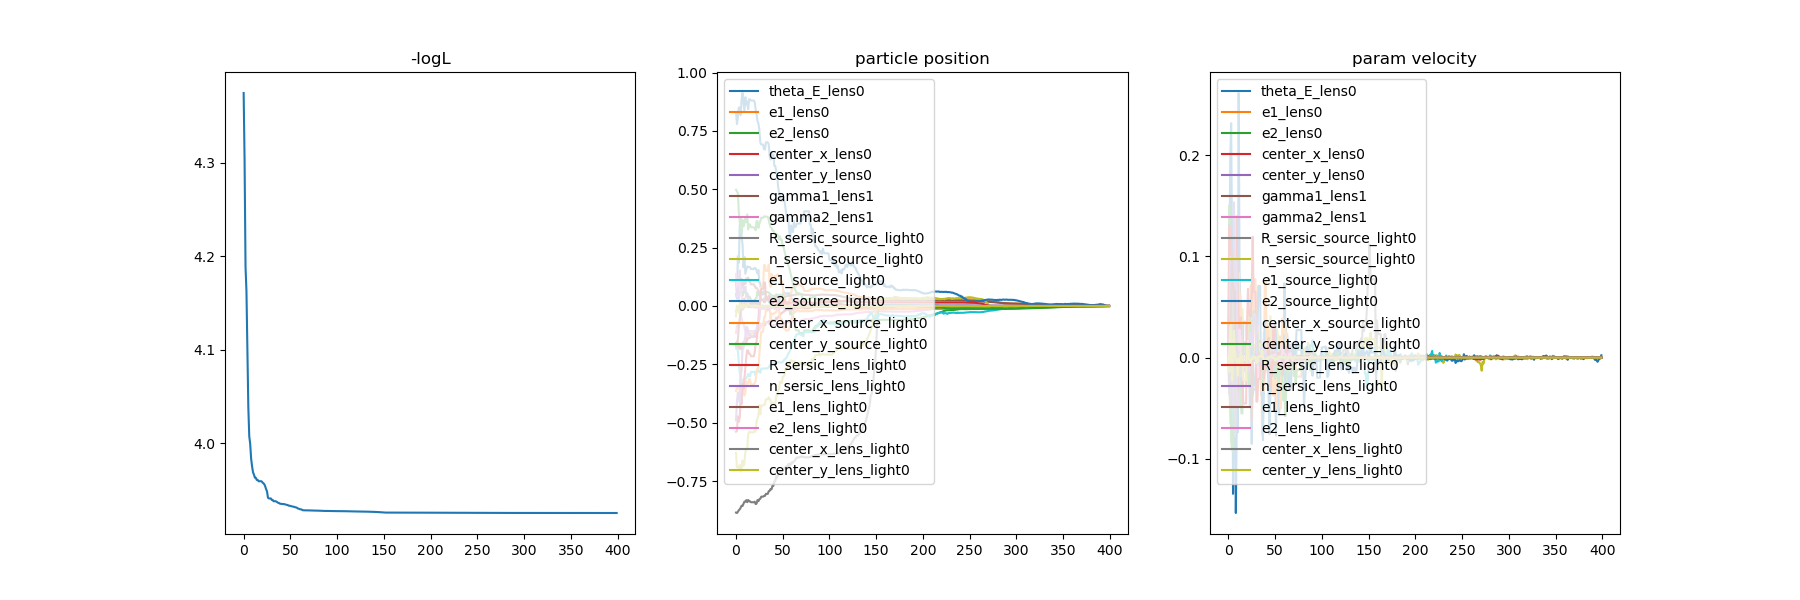 -logL
4.3
4.2
4.1
4.0
0 50 100 150 200 250 300 350 400
particle position
1.00
0.75
0.50
0.25
0.00
−0.25
−0.50
−0.75
theta_E_lens0
e1_lens0
e2_lens0
center_x_lens0
center_y_lens0
gamma1_lens1
gamma2_lens1
R_sersic_source_light0
n_sersic_source_light0
e1_source_light0
e2_source_light0
center_x_source_light0
center_y_source_light0
R_sersic_lens_light0
n_sersic_lens_light0
e1_lens_light0
e2_lens_light0
center_x_lens_light0
center_y_lens_light0
0 50 100 150 200 250 300 350 400
param velocity
0.2
0.1
0.0
−0.1
theta_E_lens0
e1_lens0
e2_lens0
center_x_lens0
center_y_lens0
gamma1_lens1
gamma2_lens1
R_sersic_source_light0
n_sersic_source_light0
e1_source_light0
e2_source_light0
center_x_source_light0
center_y_source_light0
R_sersic_lens_light0
n_sersic_lens_light0
e1_lens_light0
e2_lens_light0
center_x_lens_light0
center_y_lens_light0
0 50 100 150 200 250 300 350 400